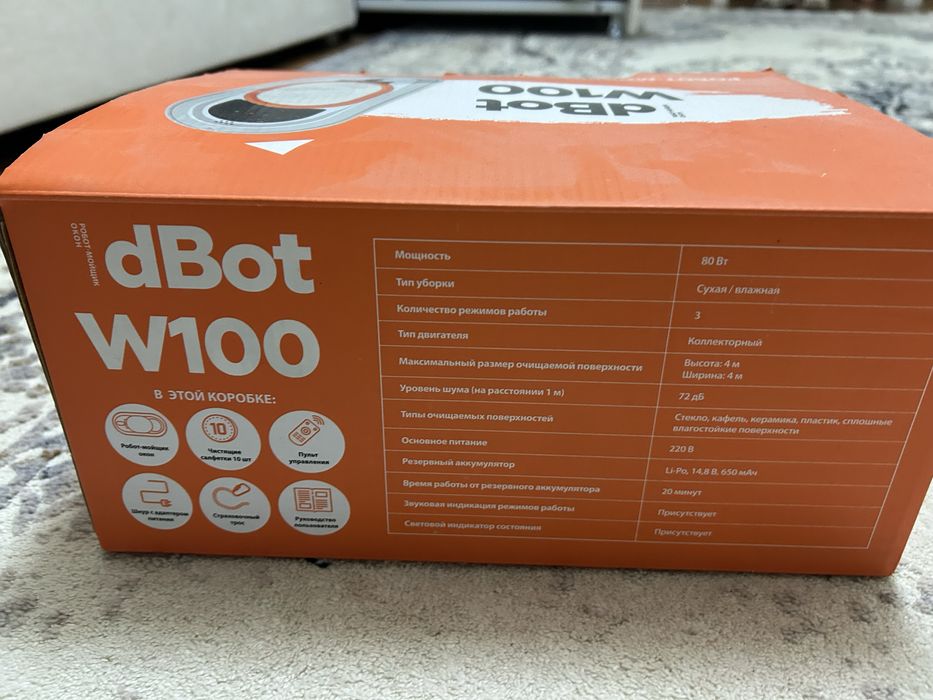 dBot
W100
РОБОТ-МОЙЩИК
ОКОН
dBot
W100
В ЭТОЙ КОРОБКЕ:
Робот-мойщик
окон
10
Чистящие
салфетки 10 шт
Пульт
управления
Шнур с адаптером
питания
Страховочный
трос
Руководство
пользователя
Мощность 80 Вт
Тип уборки Сухая / влажная
Количество режимов работы 3
Тип двигателя Коллекторный
Максимальный размер очищаемой поверхности Высота: 4 м
Ширина: 4 м
Уровень шума (на расстоянии 1 м) 72 дБ
Типы очищаемых поверхностей Стекло, кафель, керамика, пластик, сплошные
влагостойкие поверхности
Основное питание 220 В
Резервный аккумулятор Li-Po, 14,8 В, 650 мАч
Время работы от резервного аккумулятора 20 минут
Звуковая индикация режимов работы Присутствует
Световой индикатор состояния Присутствует